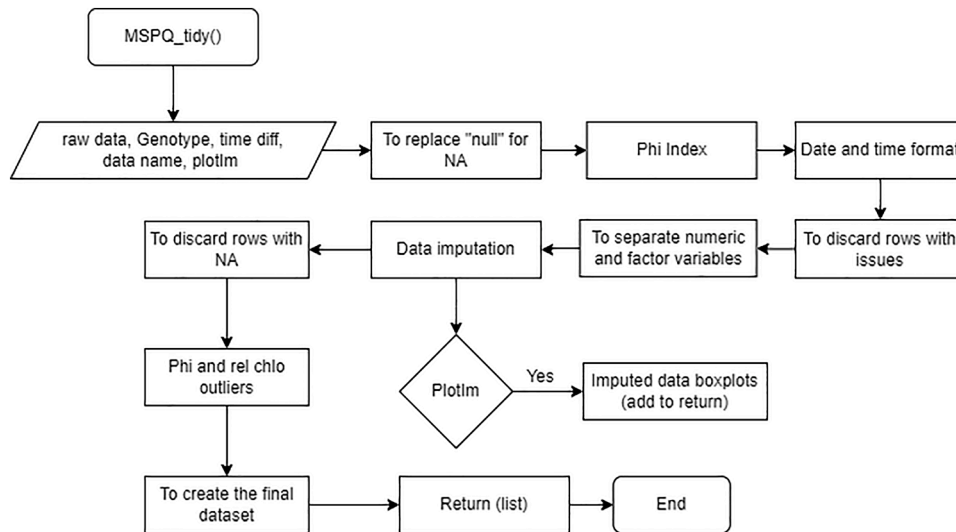 MSPQ_tidy()
raw data, Genotype, time diff,
data name, plotIm
To replace "null" for
NA
Phi Index
Date and time format
To discard rows with
NA
Data imputation
To separate numeric
and factor variables
To discard rows with
issues
Phi and rel chlo
outliers
PlotIm
Yes
Imputed data boxplots
(add to return)
To create the final
dataset
Return (list)
End